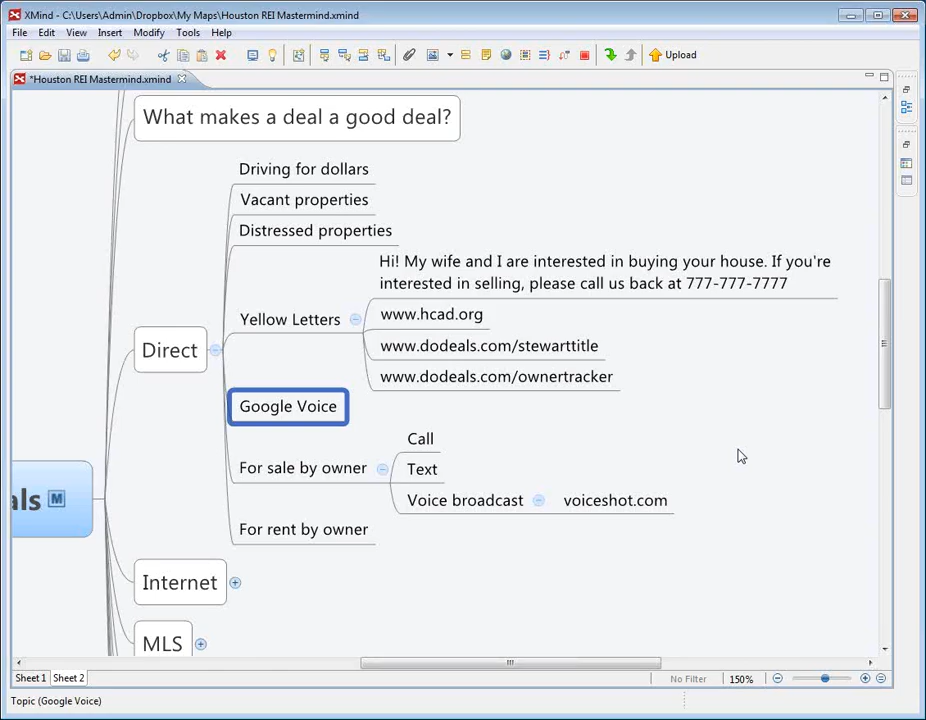 XMind - C:\Users\Admin\Dropbox\My Maps\Houston REI Mastermind.xmind
File Edit View Insert Modify Tools Help
Upload
*Houston REI Mastermind.xmind
What makes a deal a good deal?
Driving for dollars
Vacant properties
Distressed properties
Hi! My wife and I are interested in buying your house. If you're
interested in selling, please call us back at 777-777-7777
Yellow Letters
www.hcad.org
www.dodeals.com/stewarttitle
www.dodeals.com/ownertracker
Direct
Google Voice
For sale by owner
Call
Text
Voice broadcast
voiceshot.com
For rent by owner
als M
Internet
MLS
Sheet 1 Sheet 2
No Filter 150%
Topic (Google Voice)